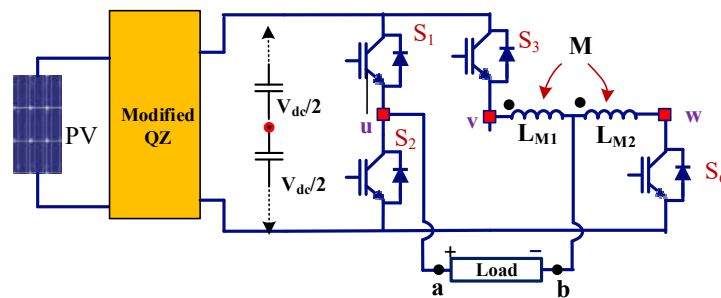 S1
S3
M
PV
Modified
QZ
Vdc/2
Vdc/2
u
S2
v
LM1
LM2
w
+
Load
−
a
b